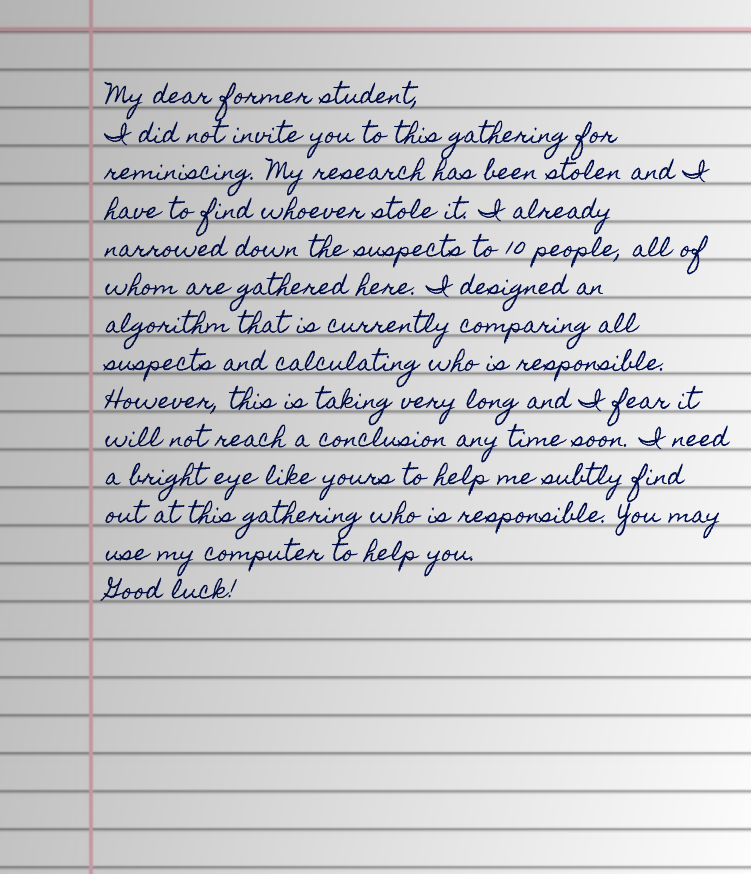 My dear former student,
I did not invite you to this gathering for
reminiscing. My research has been stolen and I
have to find whoever stole it. I already
narrowed down the suspects to 10 people, all of
whom are gathered here. I designed an
algorithm that is currently comparing all
suspects and calculating who is responsible.
However, this is taking very long and I fear it
will not reach a conclusion any time soon. I need
a bright eye like yours to help me subtly find
out at this gathering who is responsible. You may
use my computer to help you.
Good luck!